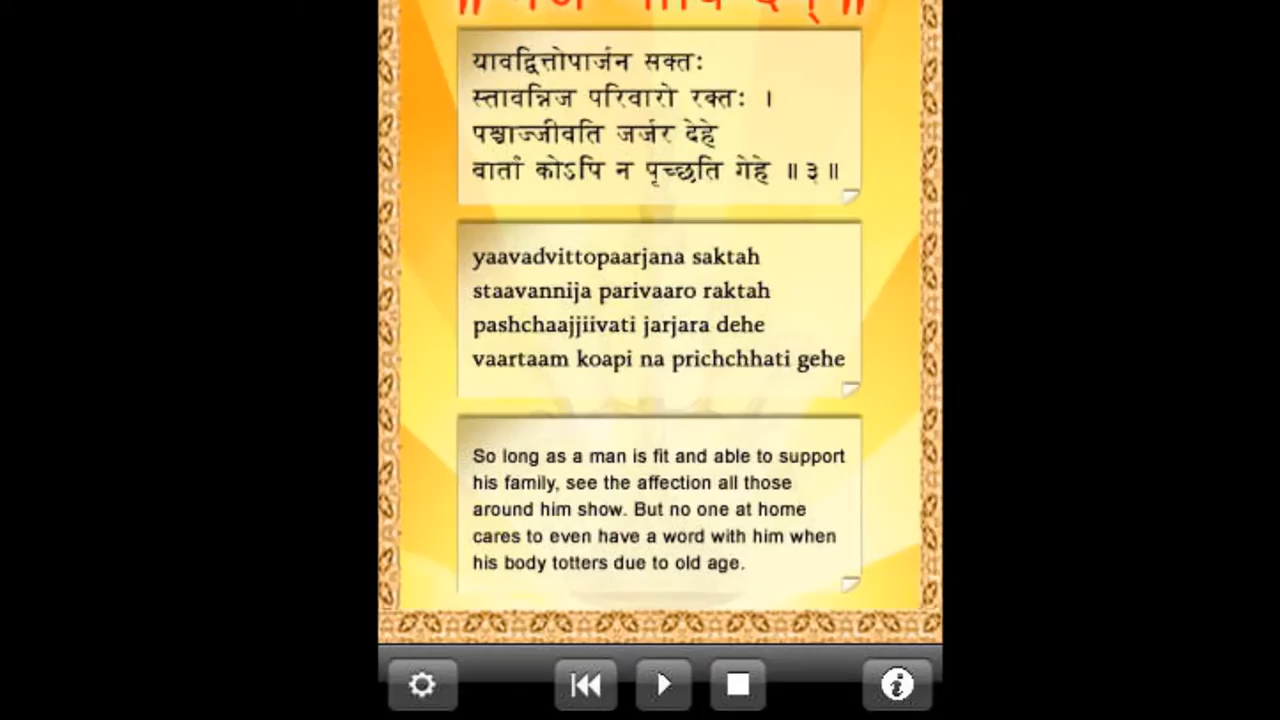 यावद्वित्तोपार्जन सक्तः
स्तावन्निज परिवारो रक्तः ।
पश्चाज्जीवति जर्जर देहे
वार्तां कोऽपि न पृच्छति गेहे ॥ ३ ॥
yaavadvittopaarjana saktah
staavannija parivaaro raktah
pashchaajjiivati jarjara dehe
vaartaam koapi na prichchhati gehe
So long as a man is fit and able to support
his family, see the affection all those
around him show. But no one at home
cares to even have a word with him when
his body totters due to old age.